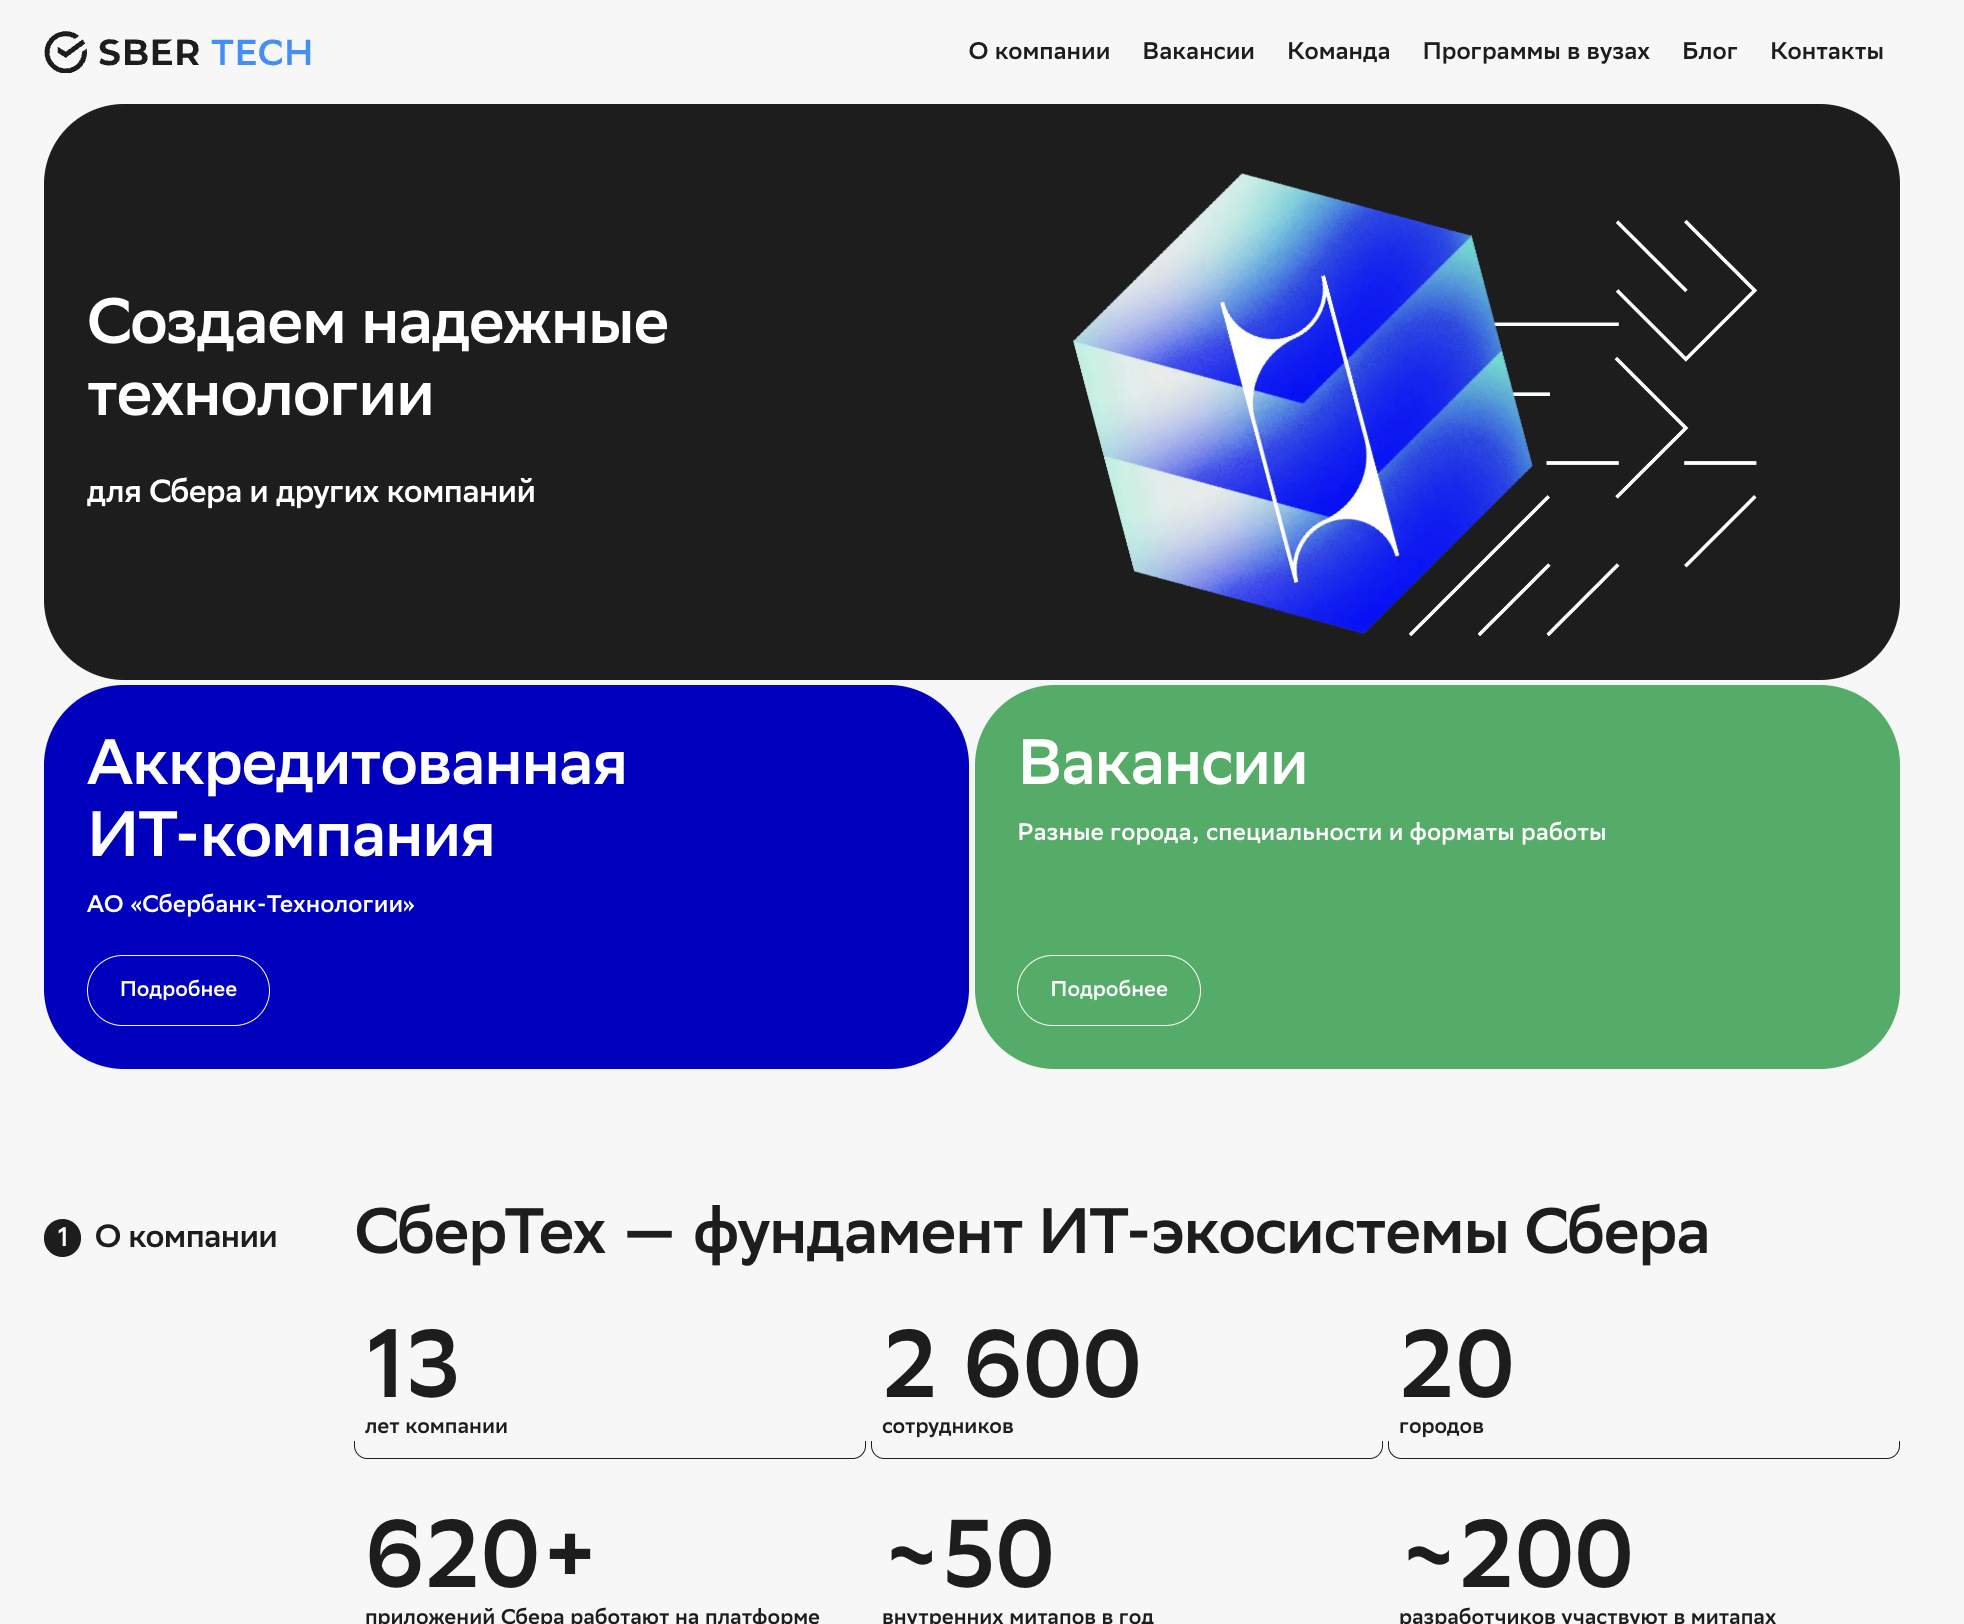 SBER TECH
О компании Вакансии Команда Программы в вузах Блог Контакты
Создаем надежные
технологии
для Сбера и других компаний
Аккредитованная
ИТ-компания
АО «Сбербанк-Технологии»
Подробнее
Вакансии
Разные города, специальности и форматы работы
Подробнее
1 О компании
СберТех — фундамент ИТ-экосистемы Сбера
13
лет компании
2 600
сотрудников
20
городов
620+
приложений Сбера работают на платформе
~50
внутренних митапов в год
~200
разработчиков участвуют в митапах